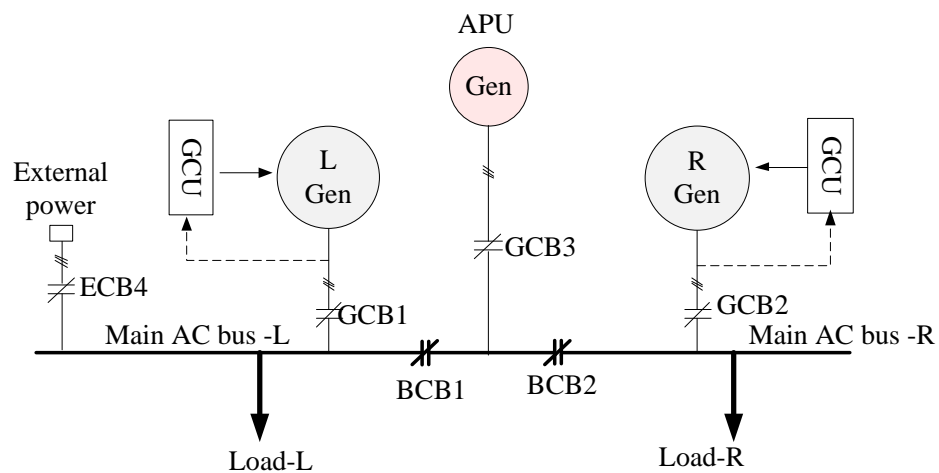 APU
Gen
GCU
L
Gen
R
Gen
GCU
External
power
GCB3
ECB4
GCB1
GCB2
Main AC bus -L
Main AC bus -R
BCB1
BCB2
Load-L
Load-R